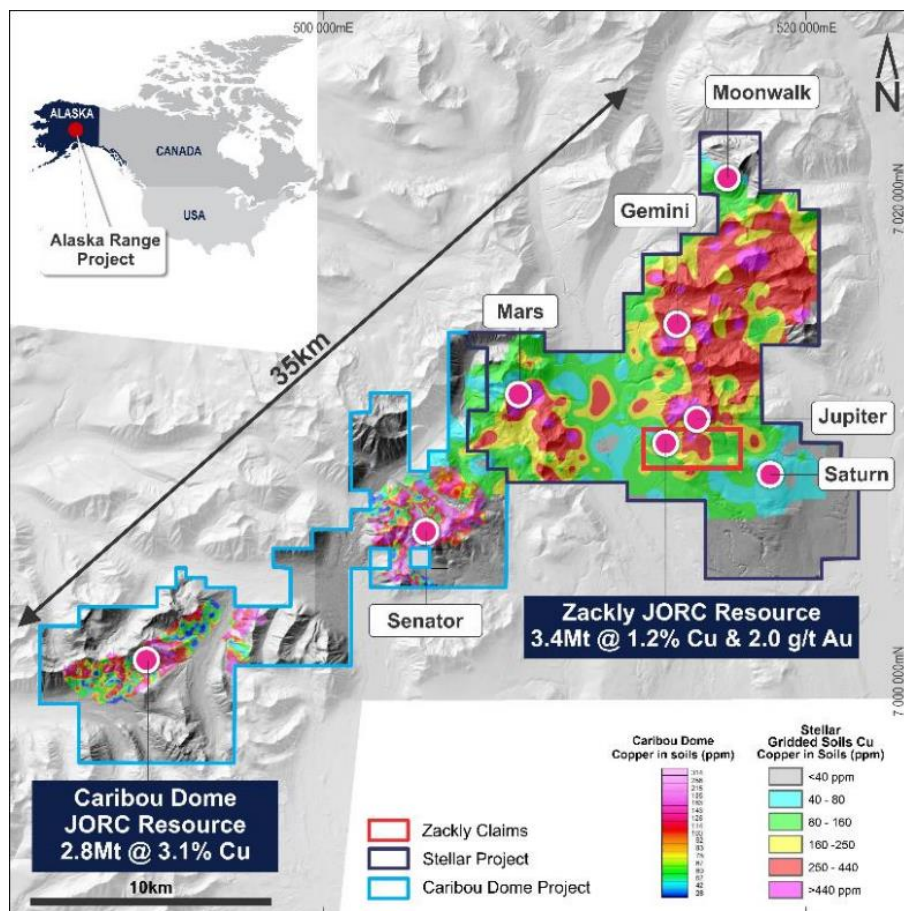 500 000mE
520 000mE
7 020 000mN
7 000 000mN
N
ALASKA
CANADA
USA
Alaska Range
Project
35km
Moonwalk
Gemini
Mars
Jupiter
Saturn
Senator
Zackly JORC Resource
3.4Mt @ 1.2% Cu & 2.0 g/t Au
Caribou Dome
JORC Resource
2.8Mt @ 3.1% Cu
10km
Zackly Claims
Stellar Project
Caribou Dome Project
Caribou Dome
Copper in soils (ppm)
Stellar
Gridded Soils Cu
Copper in Soils (ppm)
<40 ppm
40 - 80
80 - 160
160 -250
250 - 440
>440 ppm